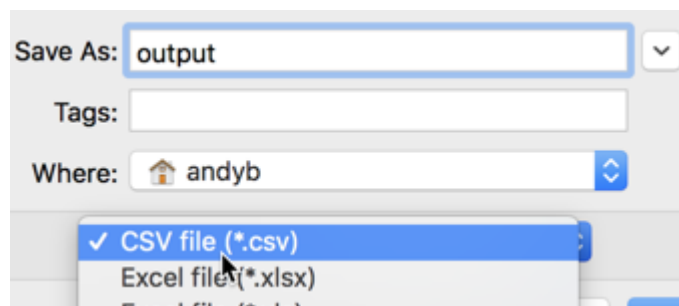 Save As: output
Tags:
Where: andyb
✓ CSV file (*.csv)
Excel file (*.xlsx)